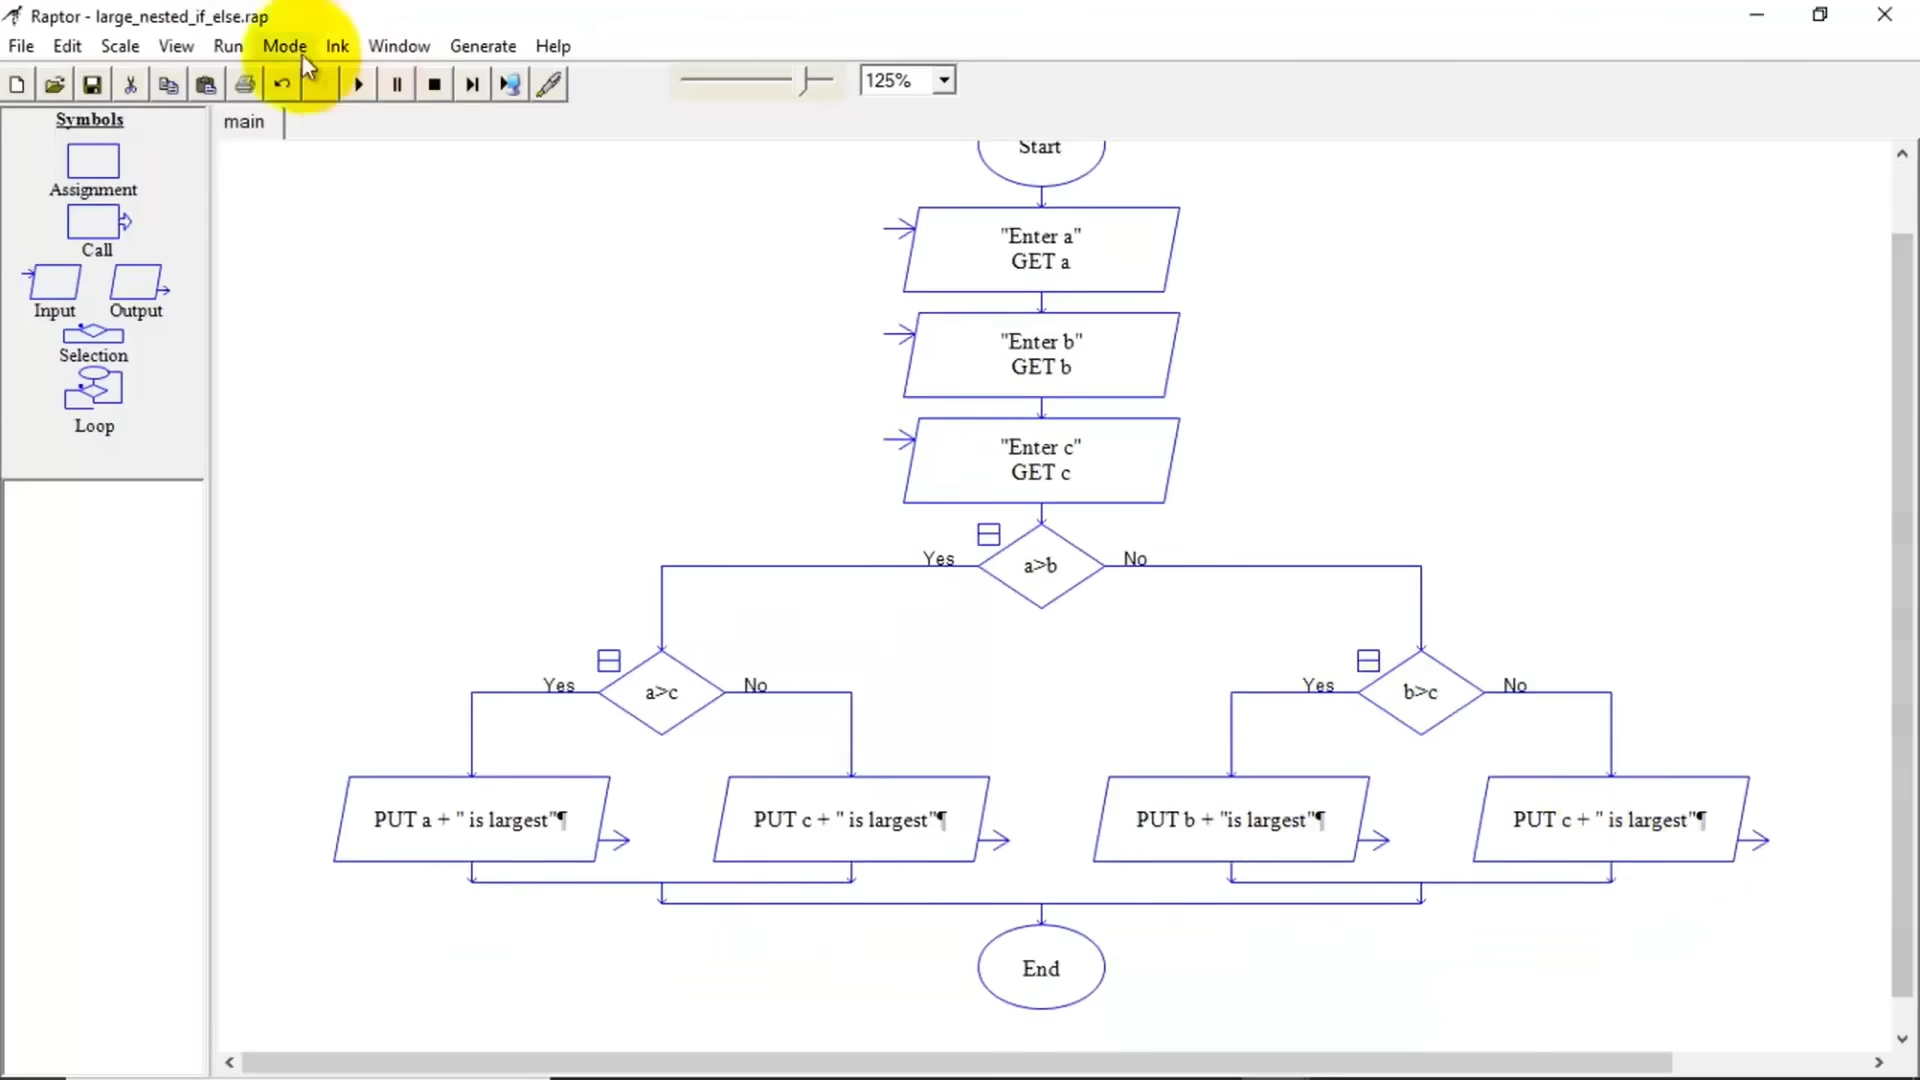 Raptor - large_nested_if_else.rap
File Edit Scale View Run Mode Ink Window Generate Help
125%
Symbols
main
Assignment
Call
Input Output
Selection
Loop
Start
"Enter a"
GET a
"Enter b"
GET b
"Enter c"
GET c
Yes a>b No
Yes a>c No
Yes b>c No
PUT a + " is largest"¶
PUT c + " is largest"¶
PUT b + "is largest"¶
PUT c + " is largest"¶
End